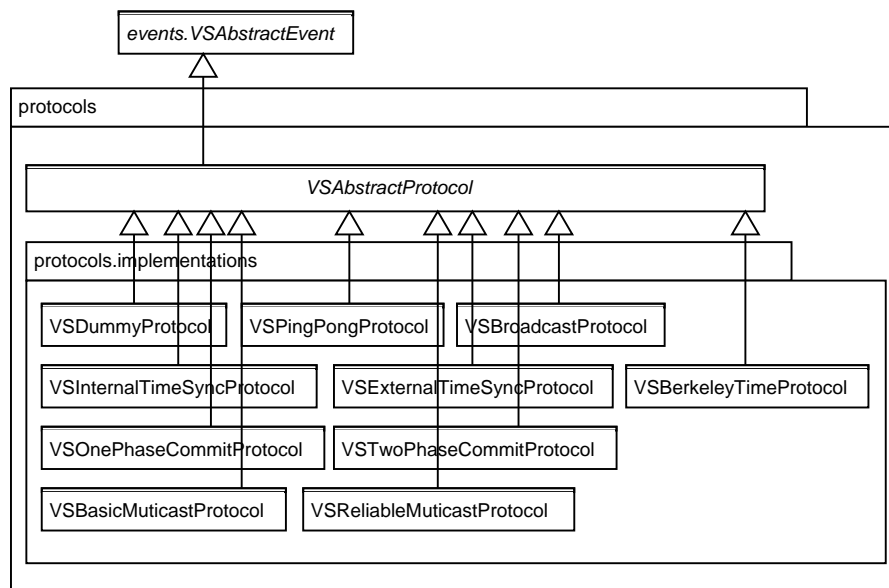 events.VSAbstractEvent
protocols
VSAbstractProtocol
protocols.implementations
VSDummyProtocol
VSPingPongProtocol
VSBroadcastProtocol
VSInternalTimeSyncProtocol
VSExternalTimeSyncProtocol
VSBerkeleyTimeProtocol
VSOnePhaseCommitProtocol
VSTwoPhaseCommitProtocol
VSBasicMuticastProtocol
VSReliableMuticastProtocol